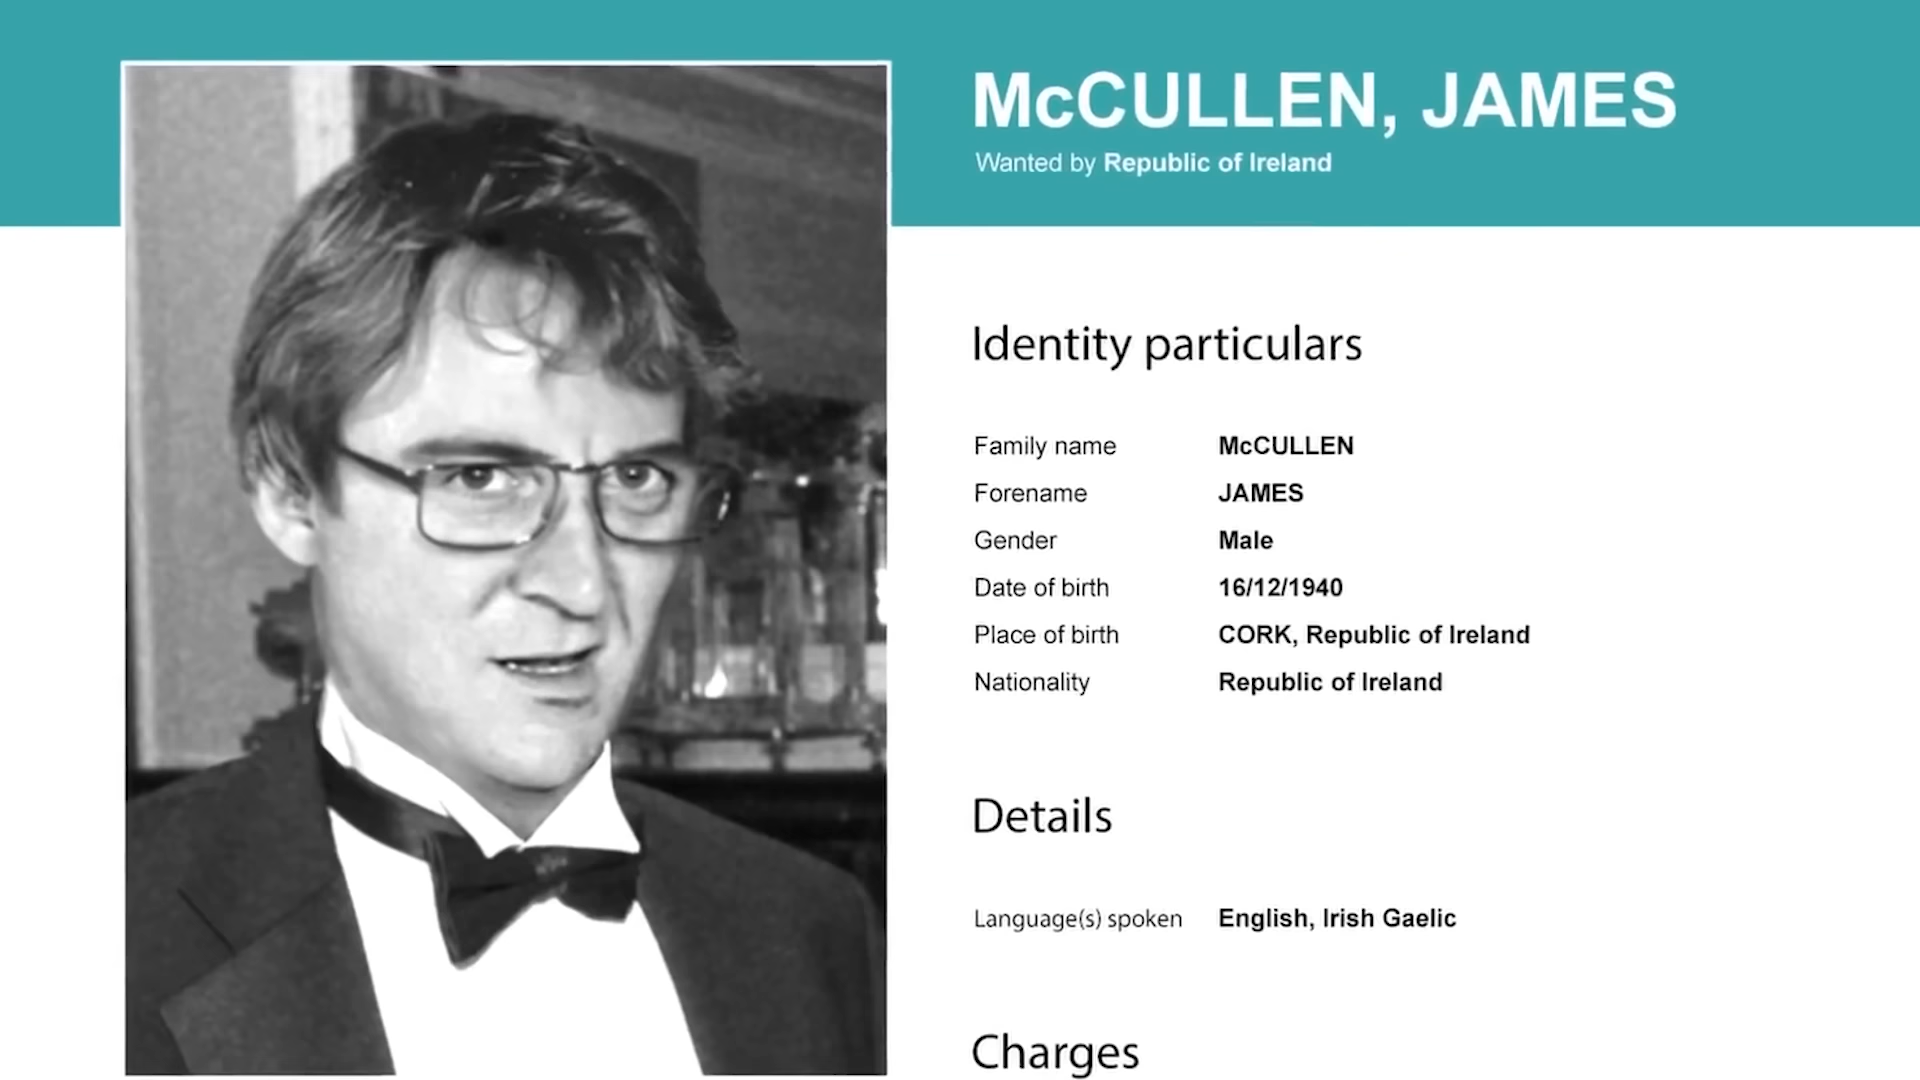 McCULLEN, JAMES
Wanted by Republic of Ireland
Identity particulars
Family name McCULLEN
Forename JAMES
Gender Male
Date of birth 16/12/1940
Place of birth CORK, Republic of Ireland
Nationality Republic of Ireland
Details
Language(s) spoken English, Irish Gaelic
Charges